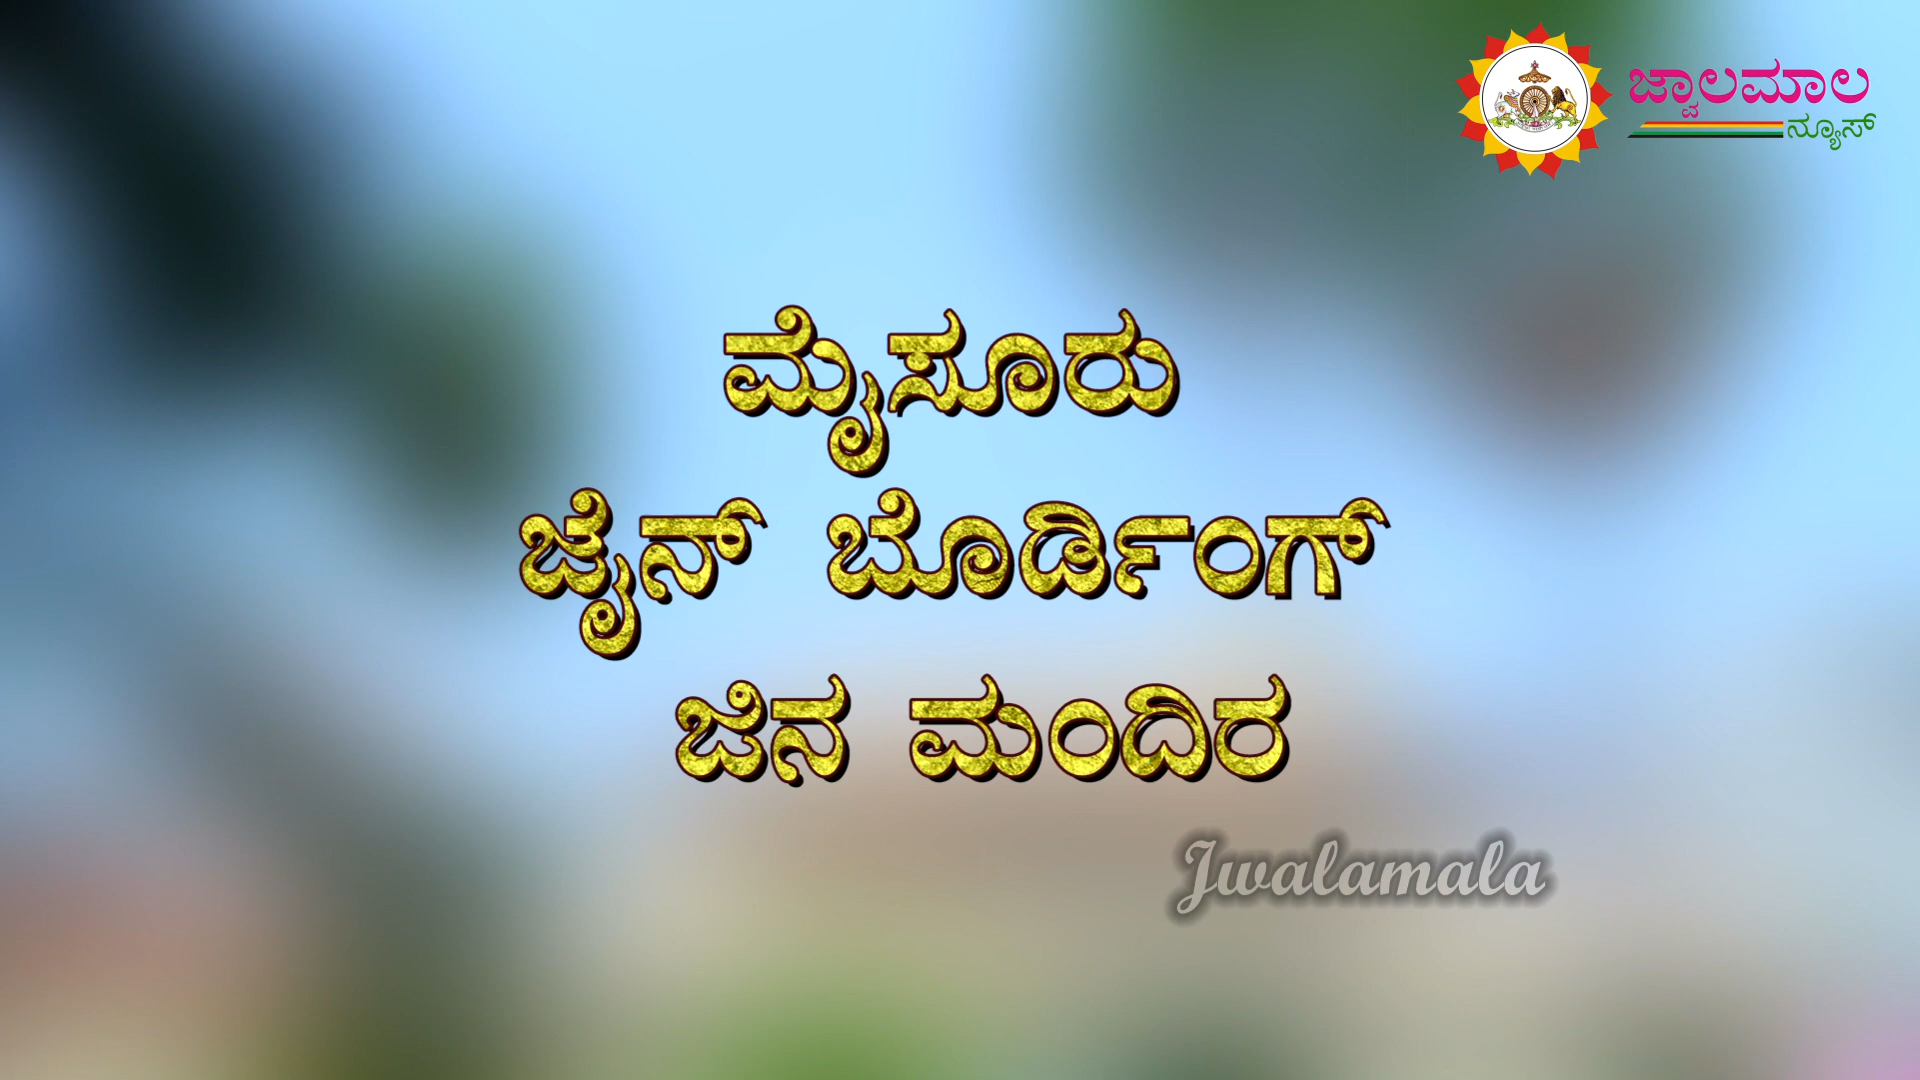 ಜ್ವಾಲಮಾಲ
ನ್ಯೂಸ್
ಮೈಸೂರು
ಜೈನ್ ಬೊರ್ಡಿಂಗ್
ಜಿನ ಮಂದಿರ
Jwalamala